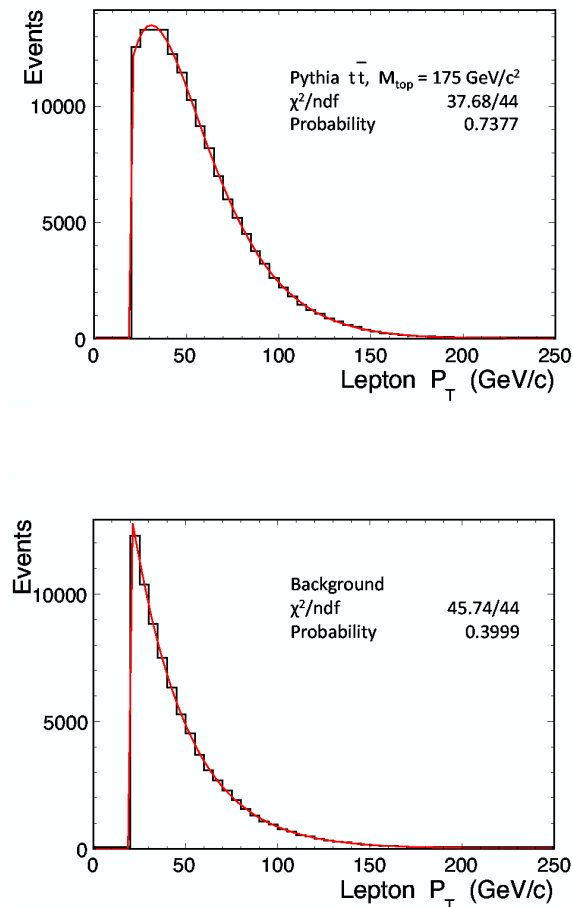 Events
Pythia tt̅, M_top = 175 GeV/c²
χ²/ndf 37.68/44
Probability 0.7377
10000
5000
0
0 50 100 150 200 250
Lepton P_T (GeV/c)
Events
Background
χ²/ndf 45.74/44
Probability 0.3999
10000
5000
0
0 50 100 150 200 250
Lepton P_T (GeV/c)